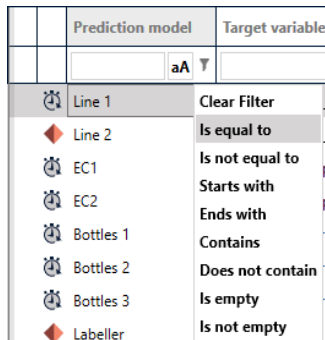 Prediction model Target variable
aA
Line 1 Clear Filter
Line 2 Is equal to
EC1 Is not equal to
EC2 Starts with
Ends with
Bottles 1 Contains
Bottles 2 Does not contain
Bottles 3 Is empty
Labeller Is not empty